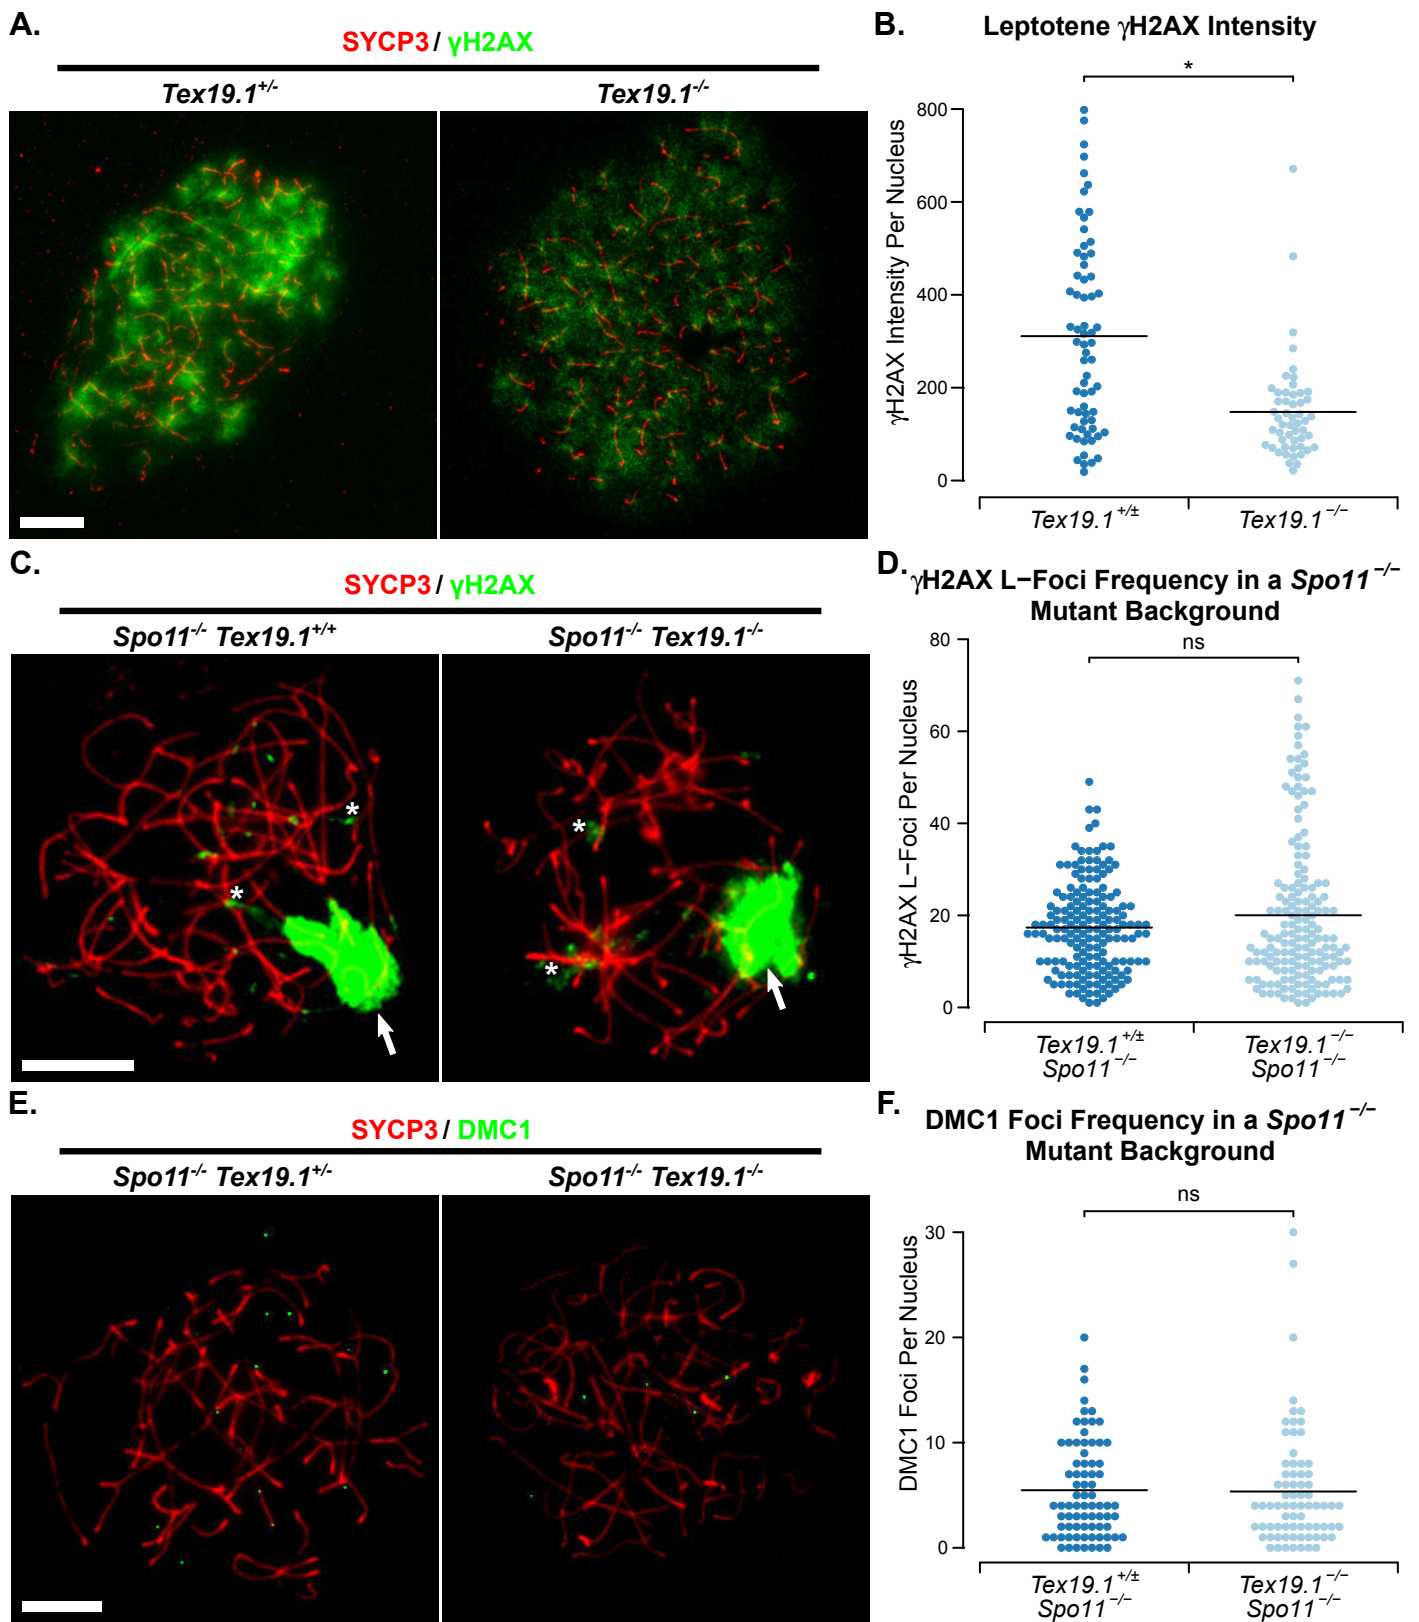 A.
SYCP3 / γH2AX
Tex19.1+/-
Tex19.1-/-
B.
Leptotene γH2AX Intensity
*
γH2AX Intensity Per Nucleus
800
600
400
200
0
Tex19.1+/±
Tex19.1−/−
C.
SYCP3 / γH2AX
Spo11-/- Tex19.1+/+
Spo11-/- Tex19.1-/-
*
*
*
*
D.
γH2AX L−Foci Frequency in a Spo11−/−
Mutant Background
ns
γH2AX L−Foci Per Nucleus
80
60
40
20
0
Tex19.1+/±
Spo11−/−
Tex19.1−/−
Spo11−/−
E.
SYCP3 / DMC1
Spo11-/- Tex19.1+/-
Spo11-/- Tex19.1-/-
F.
DMC1 Foci Frequency in a Spo11−/−
Mutant Background
ns
DMC1 Foci Per Nucleus
30
20
10
0
Tex19.1+/±
Spo11−/−
Tex19.1−/−
Spo11−/−